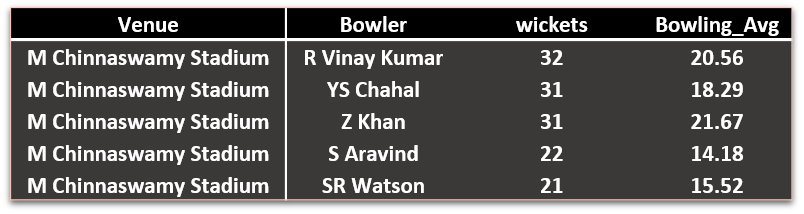 Venue Bowler wickets Bowling_Avg
M Chinnaswamy Stadium R Vinay Kumar 32 20.56
M Chinnaswamy Stadium YS Chahal 31 18.29
M Chinnaswamy Stadium Z Khan 31 21.67
M Chinnaswamy Stadium S Aravind 22 14.18
M Chinnaswamy Stadium SR Watson 21 15.52